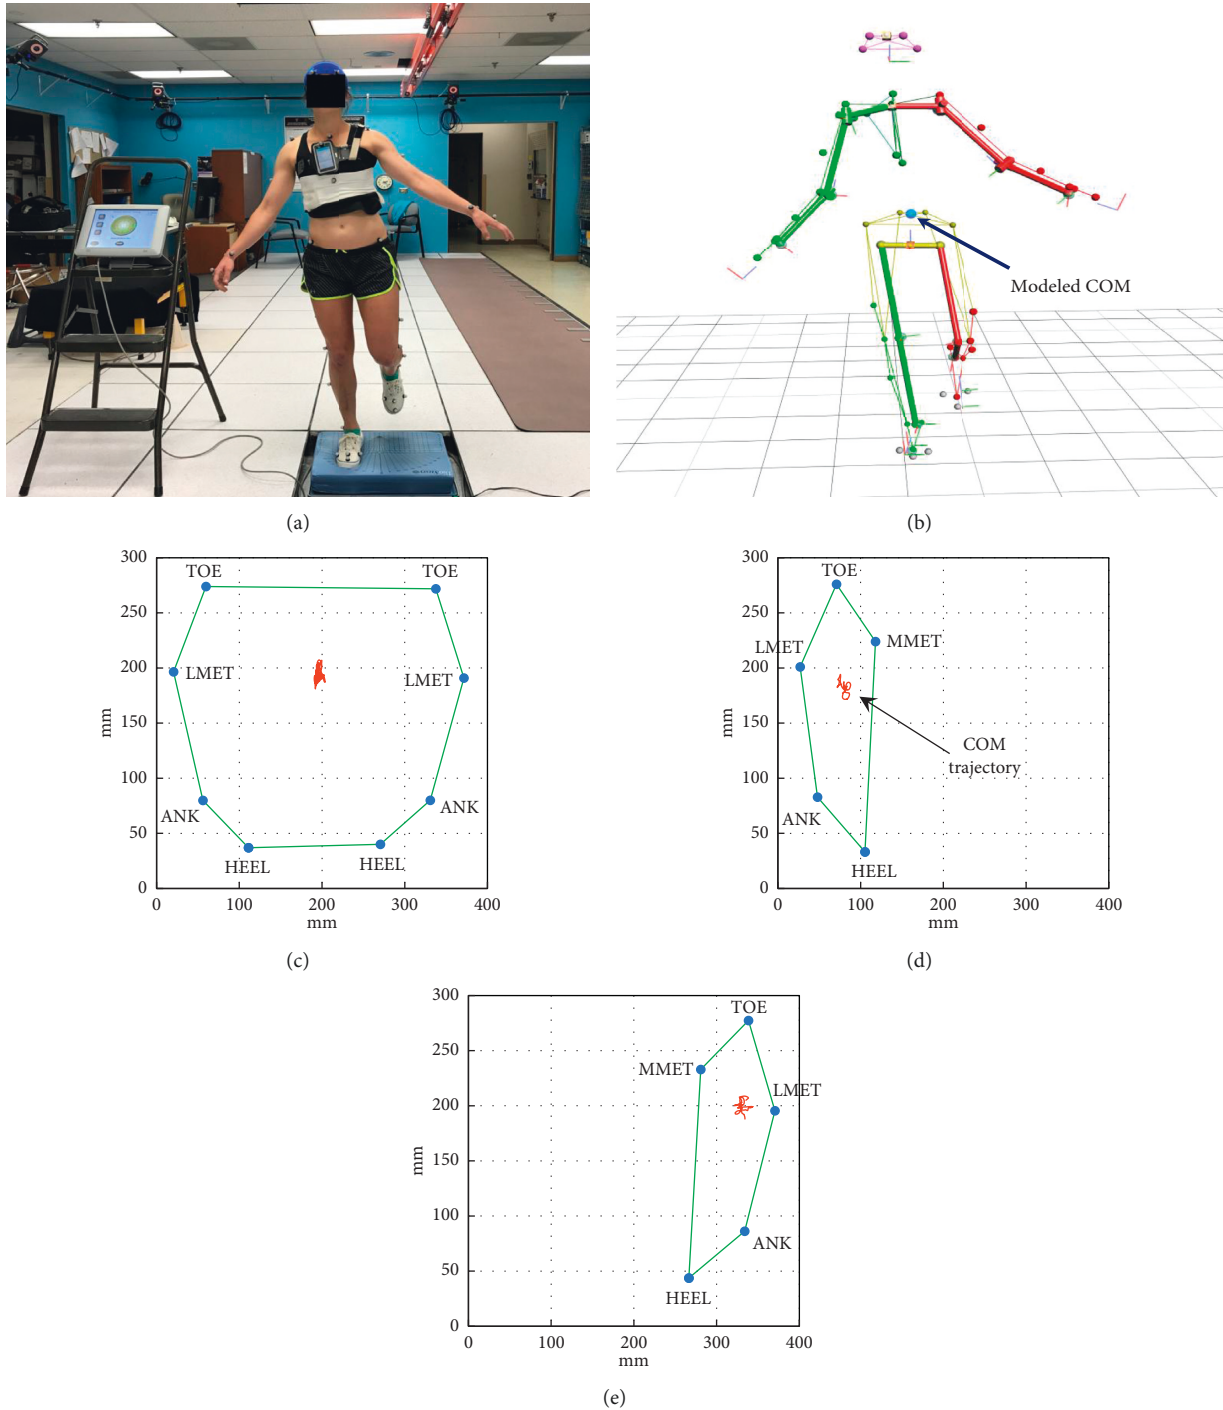 (a)
Modeled COM
(b)
300
250
200
150
100
50
0
mm
TOE
TOE
LMET
LMET
ANK
ANK
HEEL
HEEL
0
100
200
300
400
mm
(c)
300
250
200
150
100
50
0
mm
TOE
LMET
MMET
COM
trajectory
ANK
HEEL
0
100
200
300
400
mm
(d)
300
250
200
150
100
50
0
mm
TOE
MMET
LMET
ANK
HEEL
0
100
200
300
400
mm
(e)